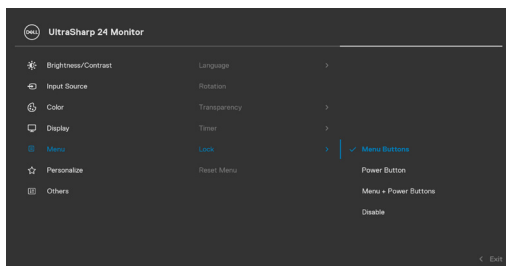 DELL UltraSharp 24 Monitor
Brightness/Contrast Language >
Input Source Rotation
Color Transparency >
Display Timer >
Menu Lock > ✓ Menu Buttons
Personalize Reset Menu Power Button
Others Menu + Power Buttons
Disable
< Exit